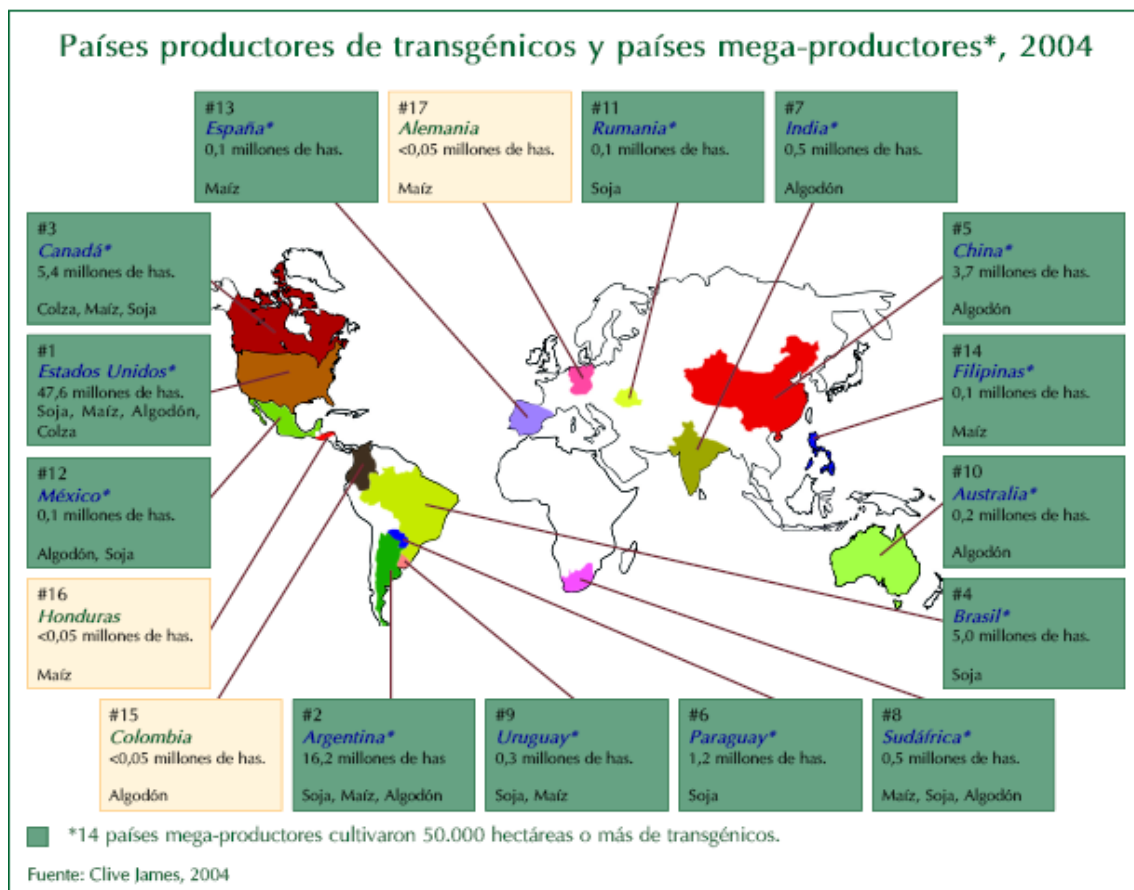 Países productores de transgénicos y países mega-productores*, 2004
#13
España*
0,1 millones de has.
Maíz
#17
Alemania
<0,05 millones de has.
Maíz
#11
Rumania*
0,1 millones de has.
Soja
#7
India*
0,5 millones de has.
Algodón
#3
Canadá*
5,4 millones de has.
Colza, Maíz, Soja
#5
China*
3,7 millones de has.
Algodón
#1
Estados Unidos*
47,6 millones de has.
Soja, Maíz, Algodón,
Colza
#14
Filipinas*
0,1 millones de has.
Maíz
#12
México*
0,1 millones de has.
Algodón, Soja
#10
Australia*
0,2 millones de has.
Algodón
#16
Honduras
<0,05 millones de has.
Maíz
#4
Brasil*
5,0 millones de has.
Soja
#15
Colombia
<0,05 millones de has.
Algodón
#2
Argentina*
16,2 millones de has
Soja, Maíz, Algodón
#9
Uruguay*
0,3 millones de has.
Soja, Maíz
#6
Paraguay*
1,2 millones de has.
Soja
#8
Sudáfrica*
0,5 millones de has.
Maíz, Soja, Algodón
*14 países mega-productores cultivaron 50.000 hectáreas o más de transgénicos.
Fuente: Clive James, 2004